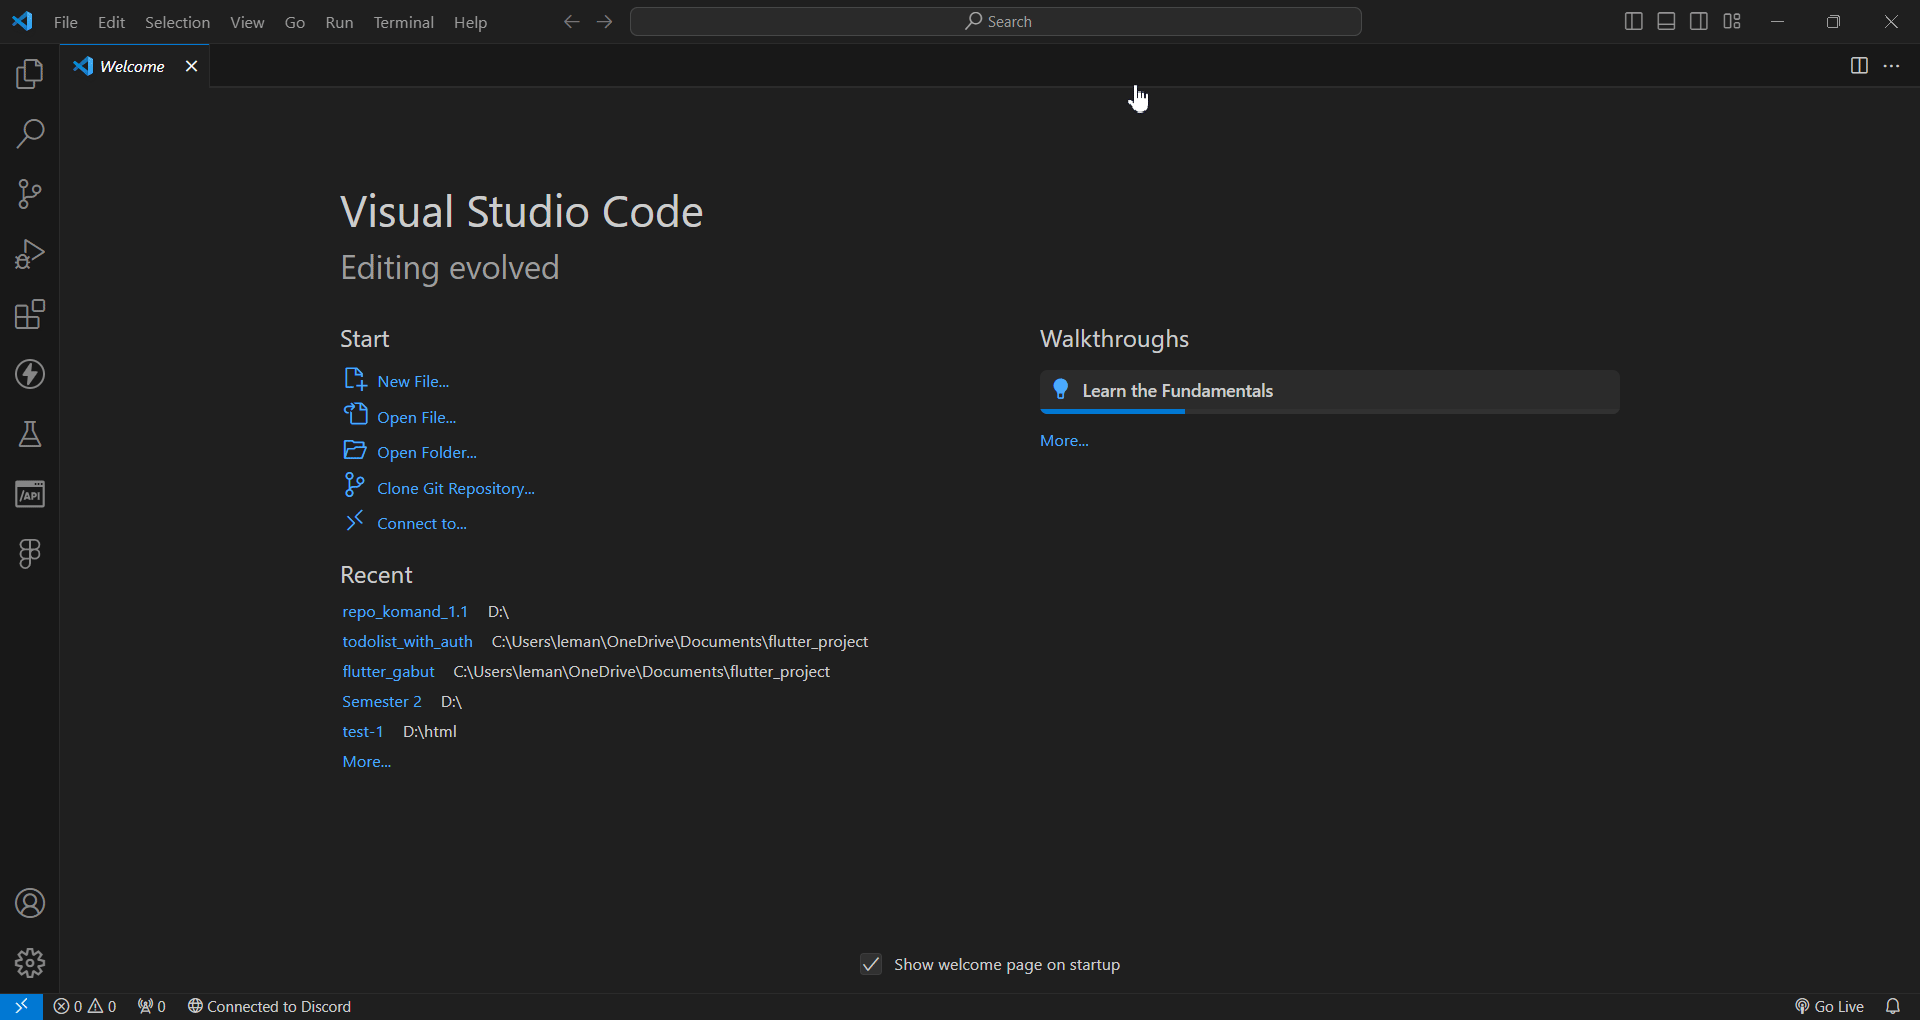 File Edit Selection View Go Run Terminal Help
Search
Welcome
Visual Studio Code
Editing evolved
Start
New File...
Open File...
Open Folder...
Clone Git Repository...
Connect to...
Walkthroughs
Learn the Fundamentals
More...
Recent
repo_komand_1.1 D:\
todolist_with_auth C:\Users\leman\OneDrive\Documents\flutter_project
flutter_gabut C:\Users\leman\OneDrive\Documents\flutter_project
Semester 2 D:\
test-1 D:\html
More...
/API
Show welcome page on startup
0 0 0 Connected to Discord
Go Live